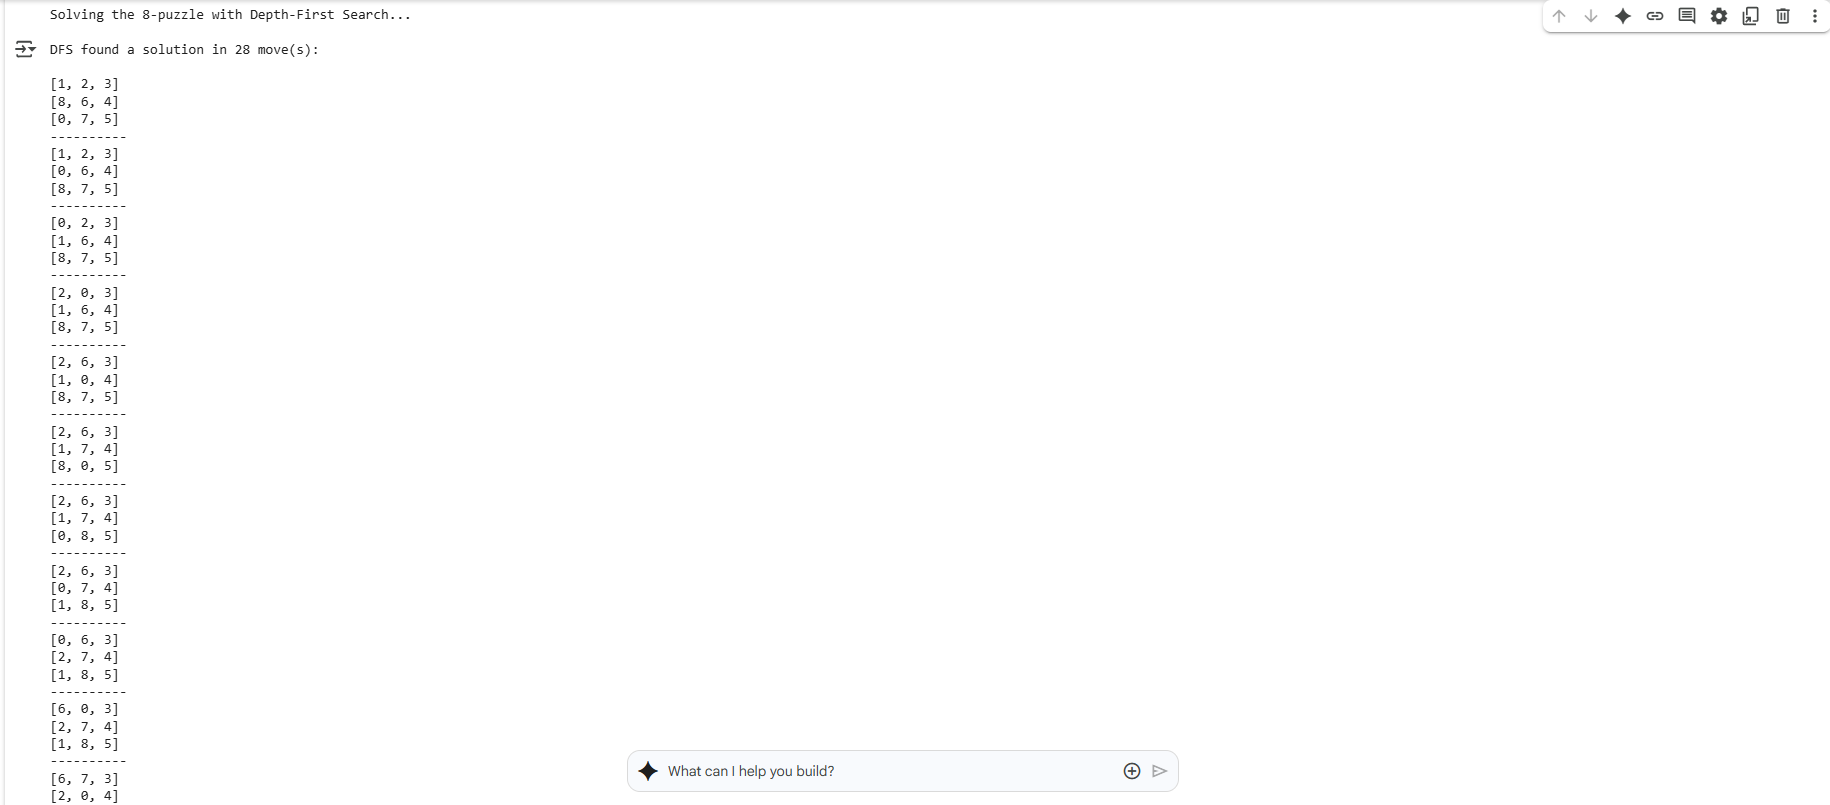 Solving the 8-puzzle with Depth-First Search...
DFS found a solution in 28 move(s):
[1, 2, 3]
[8, 6, 4]
[0, 7, 5]
----------
[1, 2, 3]
[0, 6, 4]
[8, 7, 5]
----------
[0, 2, 3]
[1, 6, 4]
[8, 7, 5]
----------
[2, 0, 3]
[1, 6, 4]
[8, 7, 5]
----------
[2, 6, 3]
[1, 0, 4]
[8, 7, 5]
----------
[2, 6, 3]
[1, 7, 4]
[8, 0, 5]
----------
[2, 6, 3]
[1, 7, 4]
[0, 8, 5]
----------
[2, 6, 3]
[0, 7, 4]
[1, 8, 5]
----------
[0, 6, 3]
[2, 7, 4]
[1, 8, 5]
----------
[6, 0, 3]
[2, 7, 4]
[1, 8, 5]
----------
[6, 7, 3]
[2, 0, 4]
What can I help you build?